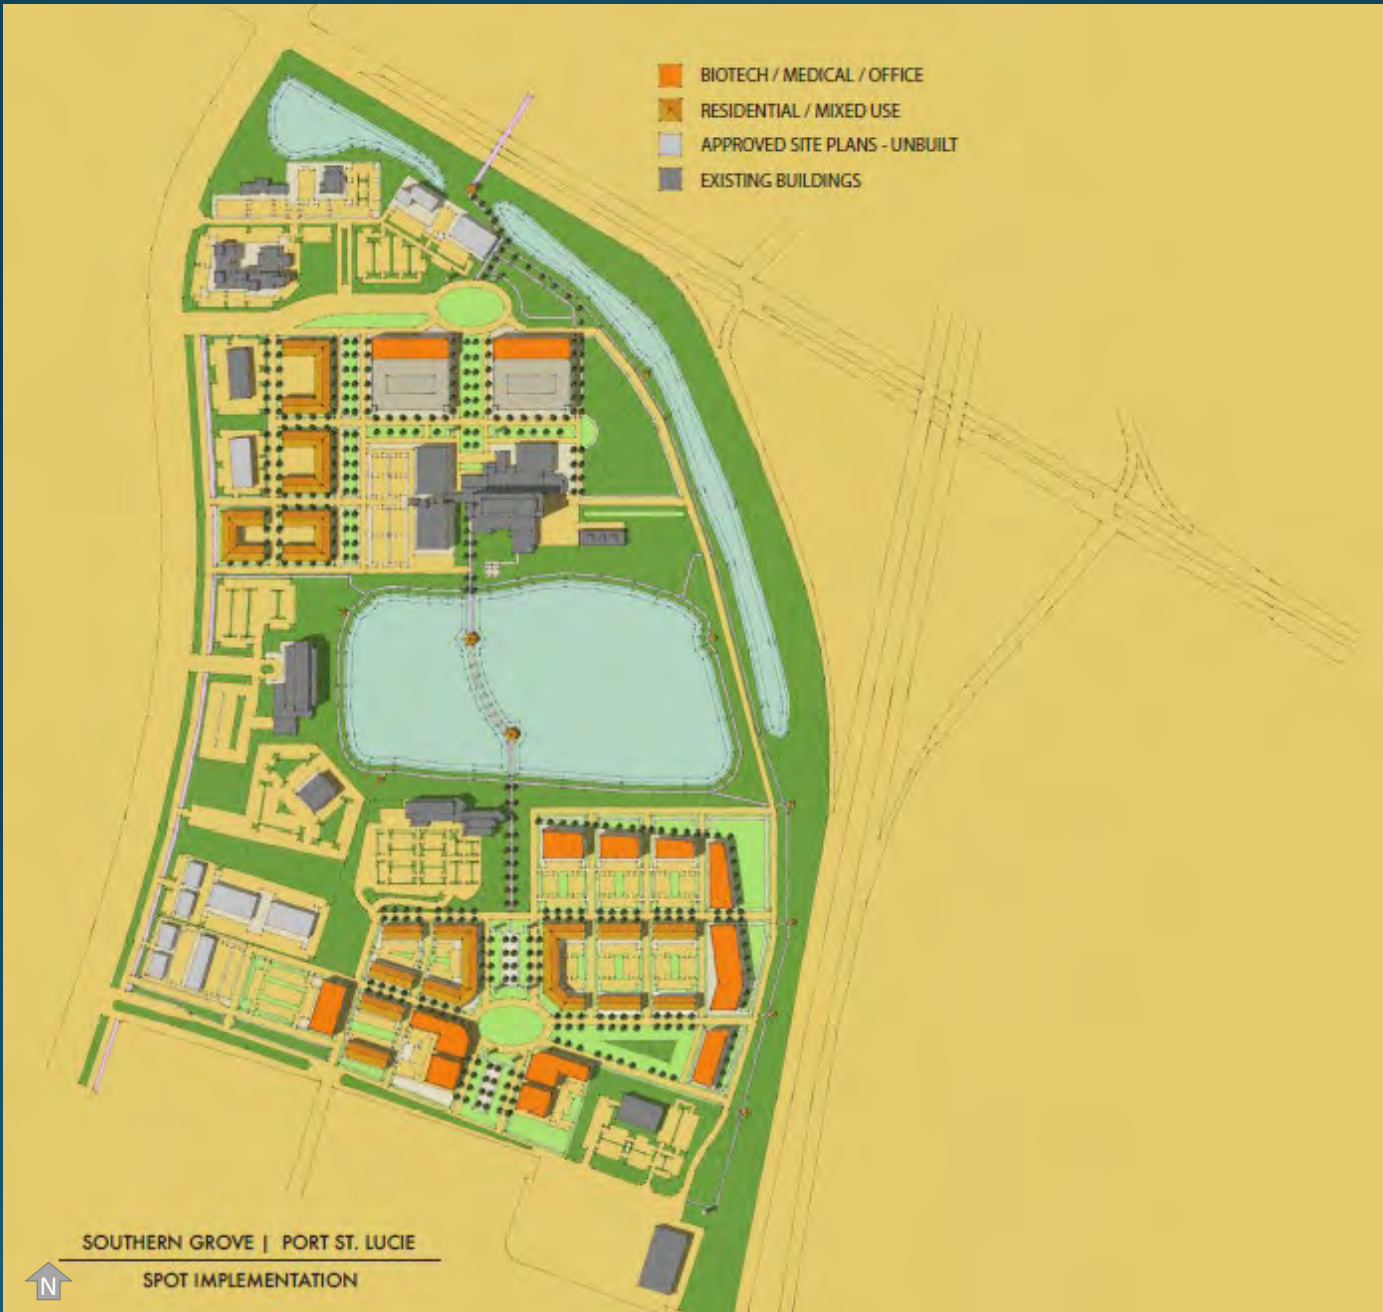 BIOTECH / MEDICAL / OFFICE
RESIDENTIAL / MIXED USE
APPROVED SITE PLANS - UNBUILT
EXISTING BUILDINGS
SOUTHERN GROVE | PORT ST. LUCIE
SPOT IMPLEMENTATION
N